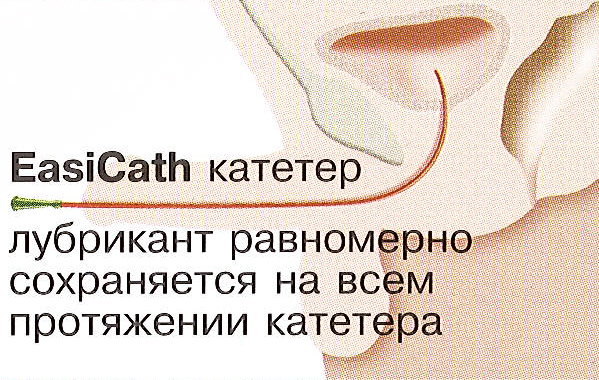 EasiCath катетер
лубрикант равномерно
сохраняется на всем
протяжении катетера